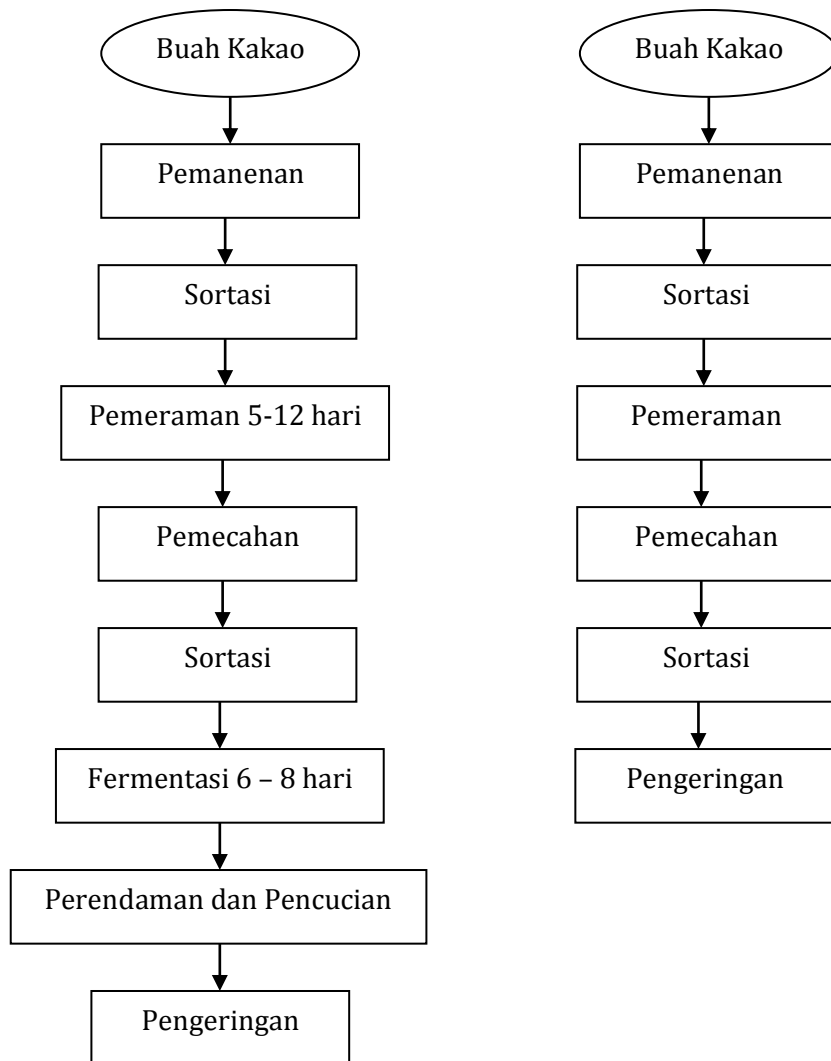 Buah Kakao
Pemanenan
Sortasi
Pemeraman 5-12 hari
Pemecahan
Sortasi
Fermentasi 6 – 8 hari
Perendaman dan Pencucian
Pengeringan
Buah Kakao
Pemanenan
Sortasi
Pemeraman
Pemecahan
Sortasi
Pengeringan